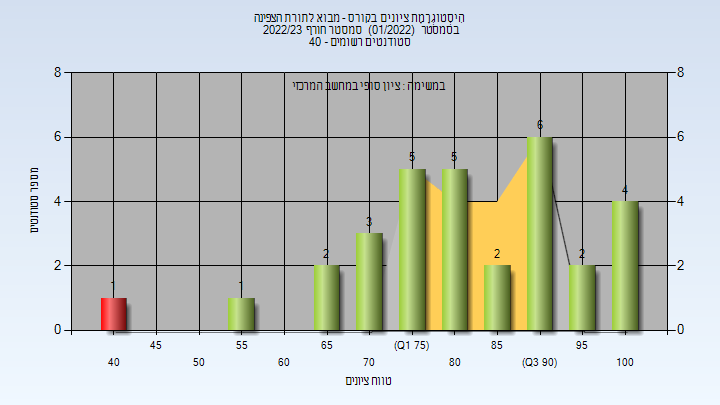 היסטוגרמת ציונים בקורס - מבוא לתורת הצפינה
בסמסטר (01/2022) סמסטר חורף 2022/23
סטודנטים רשומים - 40
במשימה : ציון סופי במחשב המרכזי
מספר סטודנטים
8 8
6 6
4 4
2 2
0 0
1 1 2 3 5 5 2 6 2 4
45 55 65 (Q1 75) 85 95
40 50 60 70 80 (Q3 90) 100
טווח ציונים